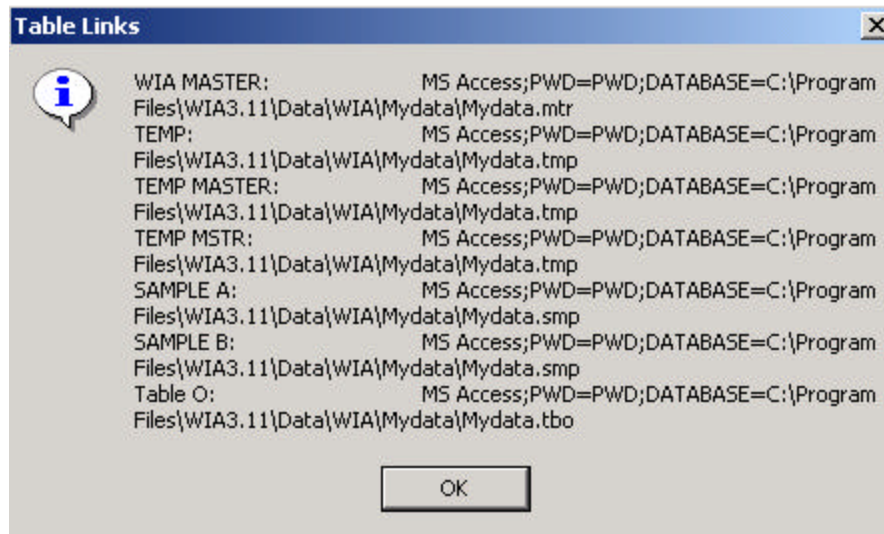 Table Links
WIA MASTER: MS Access;PWD=PWD;DATABASE=C:\Program
Files\WIA3.11\Data\WIA\Mydata\Mydata.mtr
TEMP: MS Access;PWD=PWD;DATABASE=C:\Program
Files\WIA3.11\Data\WIA\Mydata\Mydata.tmp
TEMP MASTER: MS Access;PWD=PWD;DATABASE=C:\Program
Files\WIA3.11\Data\WIA\Mydata\Mydata.tmp
TEMP MSTR: MS Access;PWD=PWD;DATABASE=C:\Program
Files\WIA3.11\Data\WIA\Mydata\Mydata.tmp
SAMPLE A: MS Access;PWD=PWD;DATABASE=C:\Program
Files\WIA3.11\Data\WIA\Mydata\Mydata.smp
SAMPLE B: MS Access;PWD=PWD;DATABASE=C:\Program
Files\WIA3.11\Data\WIA\Mydata\Mydata.smp
Table O: MS Access;PWD=PWD;DATABASE=C:\Program
Files\WIA3.11\Data\WIA\Mydata\Mydata.tbo
OK